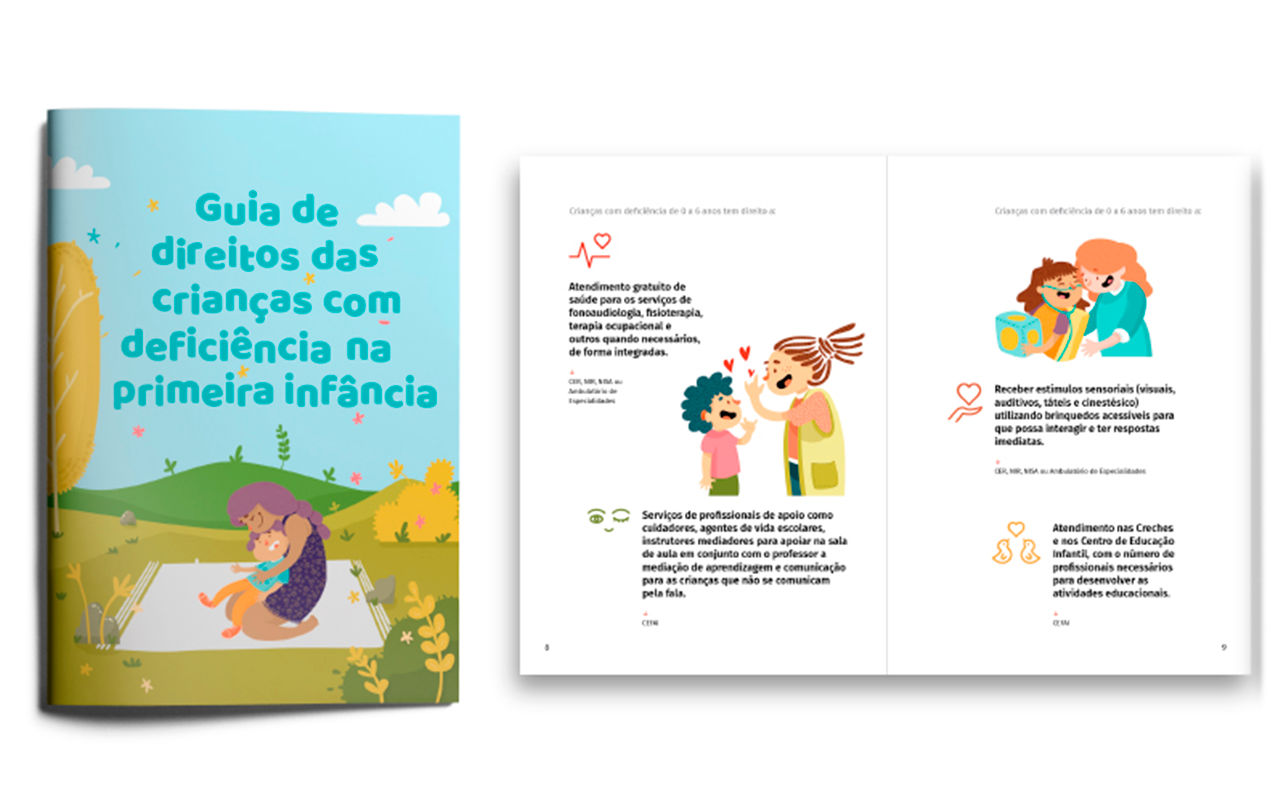 Guia de
direitos das
crianças com
deficiência na
primeira infância
Crianças com deficiência de 0 a 6 anos tem direito a:
Atendimento gratuito de
saúde para os serviços de
fonoaudiologia, fisioterapia,
terapia ocupacional e
outros quando necessários,
de forma integradas.
CER, NIR, NISA ou
Ambulatório de
Especialidades
Serviços de profissionais de apoio como
cuidadores, agentes de vida escolares,
instrutores mediadores para apoiar na sala
de aula em conjunto com o professor a
mediação de aprendizagem e comunicação
para as crianças que não se comunicam
pela fala.
8
Crianças com deficiência de 0 a 6 anos tem direito a:
Receber estímulos sensoriais (visuais,
auditivos, táteis e cinestésico)
utilizando brinquedos acessíveis para
que possa interagir e ter respostas
imediatas.
CER, NIR, NISA ou Ambulatório de Especialidades
Atendimento nas Creches
e nos Centro de Educação
Infantil, com o número de
profissionais necessários
para desenvolver as
atividades educacionais.
9